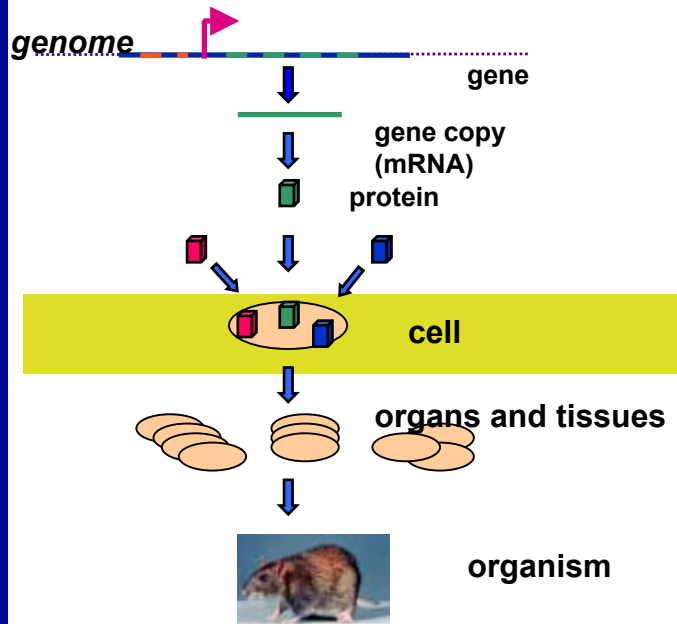 genome
gene
gene copy
(mRNA)
protein
cell
organs and tissues
organism